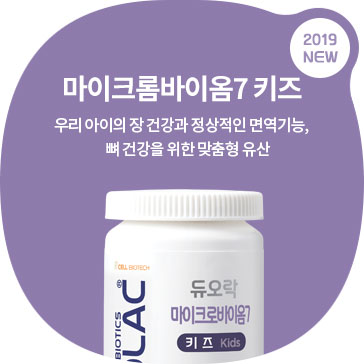 2019
NEW
마이크롬바이옴7 키즈
우리 아이의 장 건강과 정상적인 면역기능,
뼈 건강을 위한 맞춤형 유산
CELL BIOTECH
듀오락
마이크로바이옴7
키즈 Kids
OLAC
®
BIOTICS